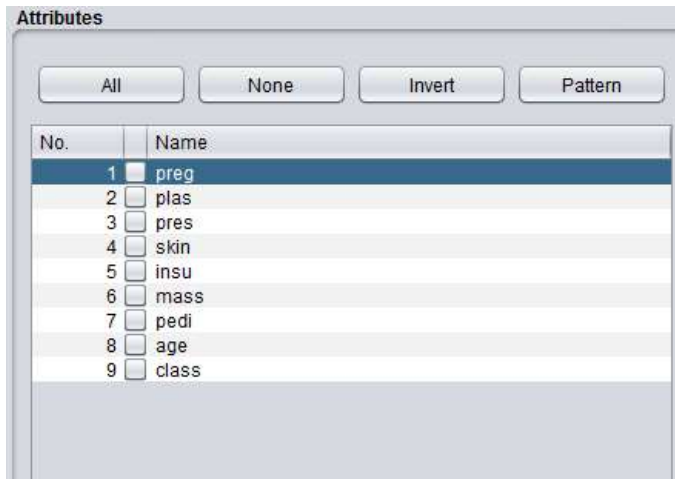 Attributes
All None Invert Pattern
No. Name
1 preg
2 plas
3 pres
4 skin
5 insu
6 mass
7 pedi
8 age
9 class